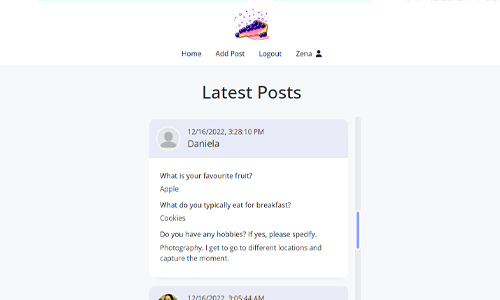 Home Add Post Logout Zena
Latest Posts
12/16/2022, 3:28:10 PM
Daniela
What is your favourite fruit?
Apple
What do you typically eat for breakfast?
Cookies
Do you have any hobbies? If yes, please specify.
Photography. I get to go to different locations and
capture the moment.
12/16/2022, 3:05:44 AM